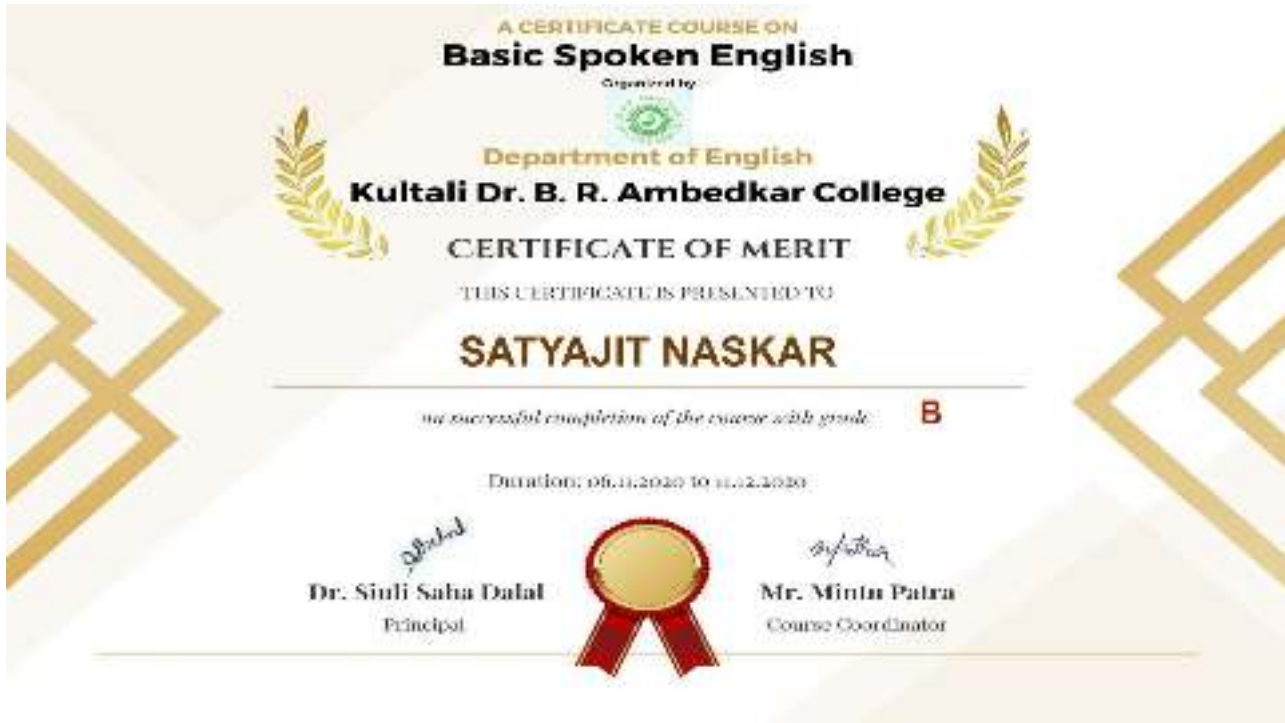 A CERTIFICATE COURSE ON
Basic Spoken English
Organized by
Department of English
Kultali Dr. B. R. Ambedkar College
CERTIFICATE OF MERIT
THIS CERTIFICATE IS PRESENTED TO
SATYAJIT NASKAR
on successful completion of the course with grade B
Duration: 06.11.2020 to 11.12.2020
Dr. Siuli Saha Dalal
Principal
Mr. Mintu Patra
Course Coordinator